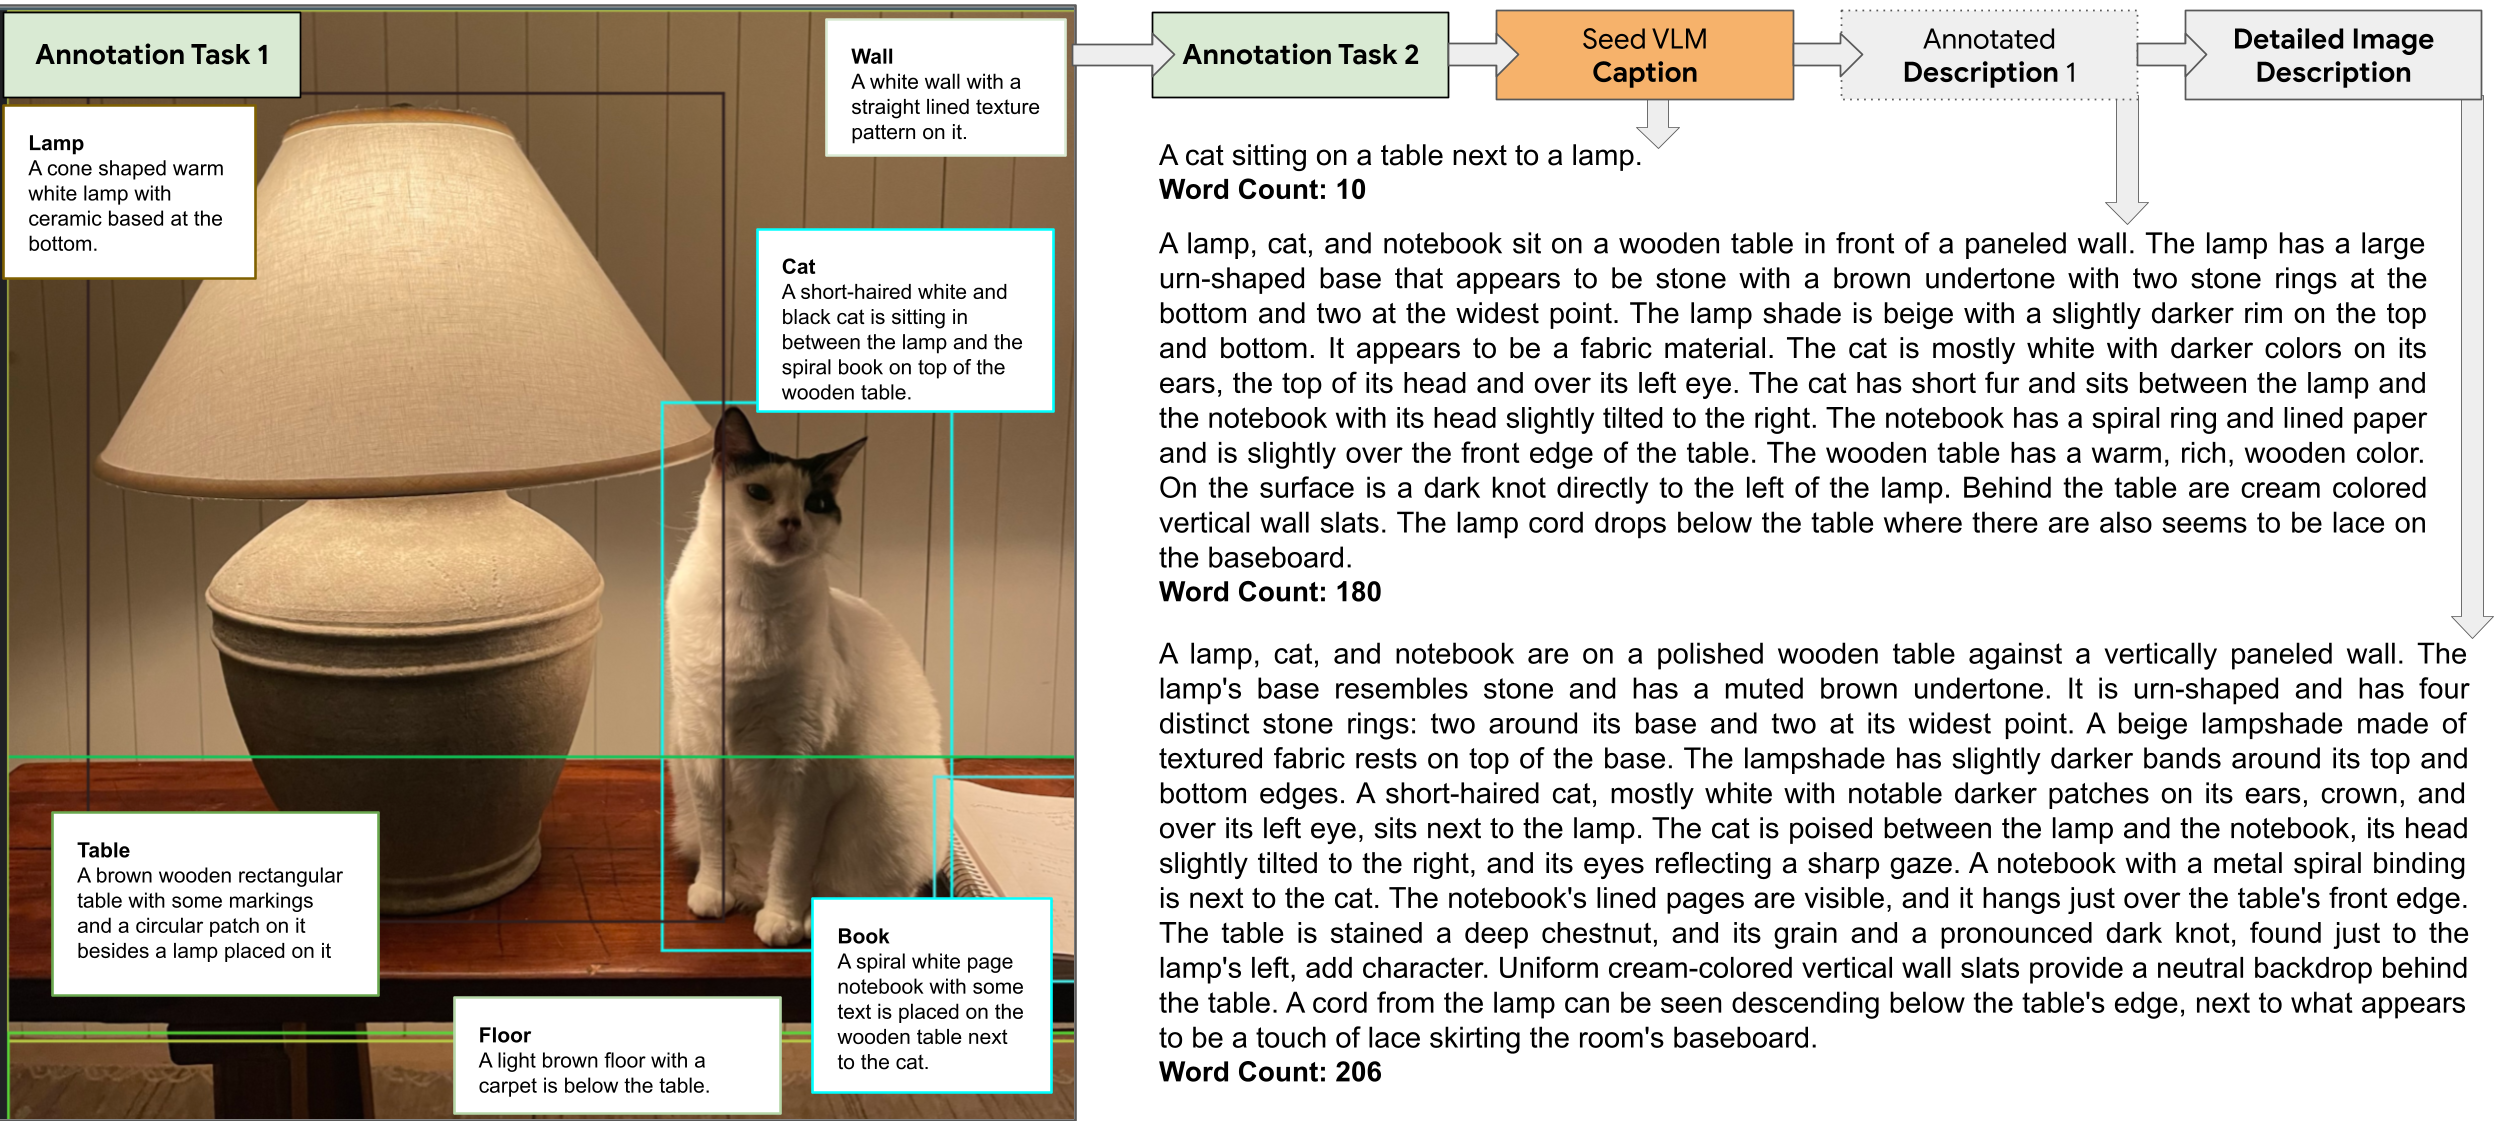 Annotation Task 1
Lamp
A cone shaped warm
white lamp with
ceramic based at the
bottom.
Wall
A white wall with a
straight lined texture
pattern on it.
Cat
A short-haired white and
black cat is sitting in
between the lamp and the
spiral book on top of the
wooden table.
Table
A brown wooden rectangular
table with some markings
and a circular patch on it
besides a lamp placed on it
Book
A spiral white page
notebook with some
text is placed on the
wooden table next
to the cat.
Floor
A light brown floor with a
carpet is below the table.
Annotation Task 2
Seed VLM
Caption
Annotated
Description 1
Detailed Image
Description
A cat sitting on a table next to a lamp.
Word Count: 10
A lamp, cat, and notebook sit on a wooden table in front of a paneled wall. The lamp has a large
urn-shaped base that appears to be stone with a brown undertone with two stone rings at the
bottom and two at the widest point. The lamp shade is beige with a slightly darker rim on the top
and bottom. It appears to be a fabric material. The cat is mostly white with darker colors on its
ears, the top of its head and over its left eye. The cat has short fur and sits between the lamp and
the notebook with its head slightly tilted to the right. The notebook has a spiral ring and lined paper
and is slightly over the front edge of the table. The wooden table has a warm, rich, wooden color.
On the surface is a dark knot directly to the left of the lamp. Behind the table are cream colored
vertical wall slats. The lamp cord drops below the table where there are also seems to be lace on
the baseboard.
Word Count: 180
A lamp, cat, and notebook are on a polished wooden table against a vertically paneled wall. The
lamp's base resembles stone and has a muted brown undertone. It is urn-shaped and has four
distinct stone rings: two around its base and two at its widest point. A beige lampshade made of
textured fabric rests on top of the base. The lampshade has slightly darker bands around its top and
bottom edges. A short-haired cat, mostly white with notable darker patches on its ears, crown, and
over its left eye, sits next to the lamp. The cat is poised between the lamp and the notebook, its head
slightly tilted to the right, and its eyes reflecting a sharp gaze. A notebook with a metal spiral binding
is next to the cat. The notebook's lined pages are visible, and it hangs just over the table's front edge.
The table is stained a deep chestnut, and its grain and a pronounced dark knot, found just to the
lamp's left, add character. Uniform cream-colored vertical wall slats provide a neutral backdrop behind
the table. A cord from the lamp can be seen descending below the table's edge, next to what appears
to be a touch of lace skirting the room's baseboard.
Word Count: 206